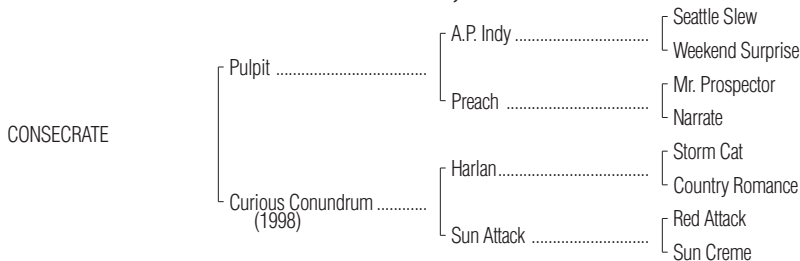 Seattle Slew
A.P. Indy ....................................
Weekend Surprise
Pulpit ........................................
Mr. Prospector
Preach ......................................
Narrate
CONSECRATE
Storm Cat
Harlan........................................
Country Romance
Curious Conundrum ............
(1998)
Red Attack
Sun Attack ...............................
Sun Creme